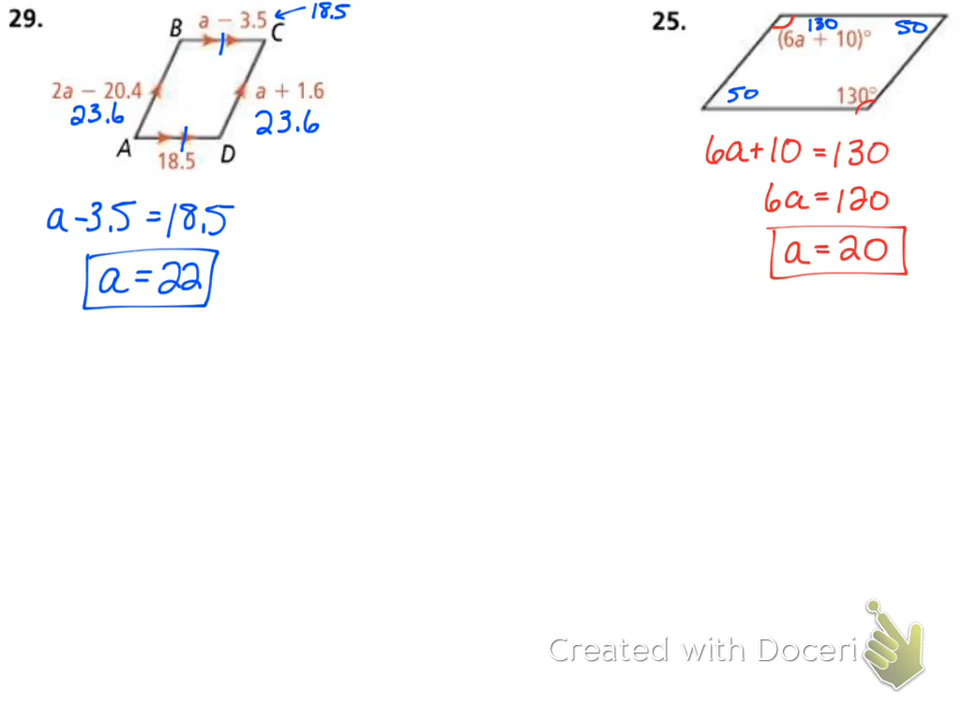 29.
a − 3.5
18.5
B
C
2a − 20.4
23.6
a + 1.6
23.6
A
D
18.5
a-3.5 = 18.5
a = 22
25.
130
50
(6a + 10)°
50
130°
6a+10 = 130
6a = 120
a = 20
Created with Doceri